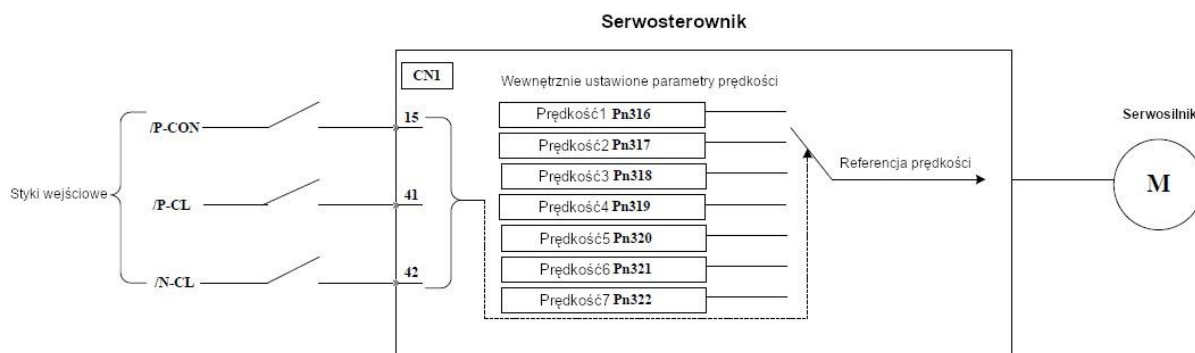 Serwosterownik
CN1
Wewnętrznie ustawione parametry prędkości
Prędkość1 Pn316
Prędkość2 Pn317
Prędkość3 Pn318
Prędkość4 Pn319
Prędkość5 Pn320
Prędkość6 Pn321
Prędkość7 Pn322
Styki wejściowe
/P-CON
15
/P-CL
41
/N-CL
42
Referencja prędkości
Serwosilnik
M